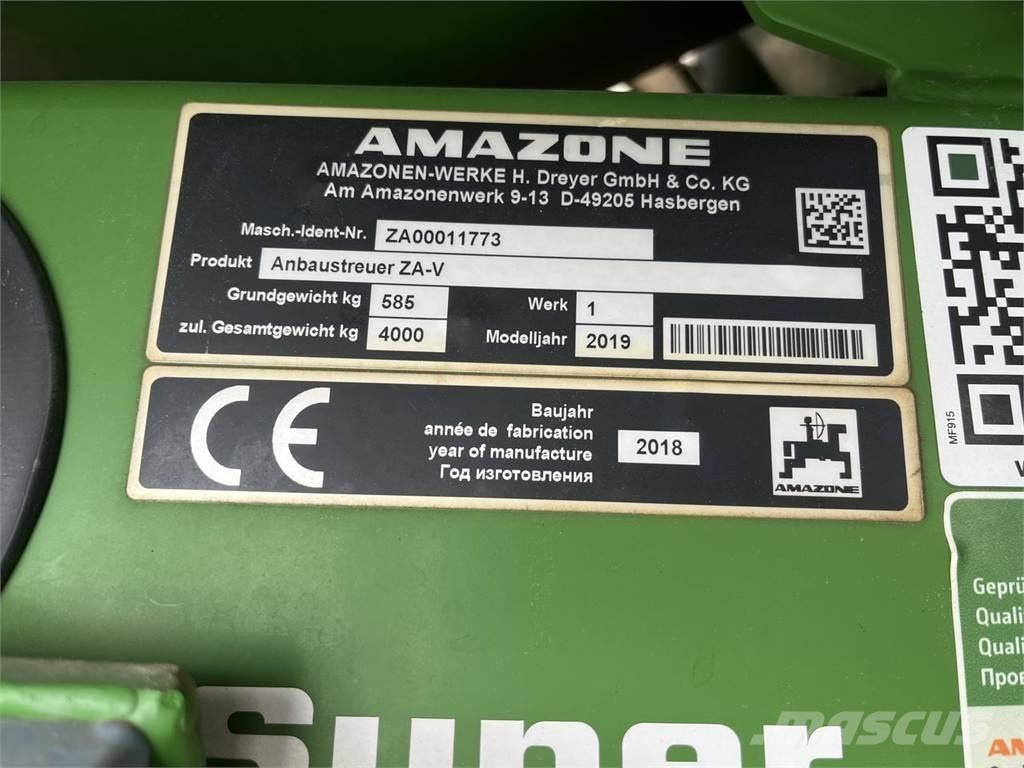 AMAZONE
AMAZONEN-WERKE H. Dreyer GmbH & Co. KG
Am Amazonenwerk 9-13 D-49205 Hasbergen
Masch.-Ident-Nr. ZA00011773
Produkt Anbaustreuer ZA-V
Grundgewicht kg 585 Werk 1
zul. Gesamtgewicht kg 4000 Modelljahr 2019
CE
Baujahr
année de fabrication
year of manufacture
Год изготовления
2018
AMAZONE
MF915
Geprü
Quali
Quali
Пров
AM
Super
mascus